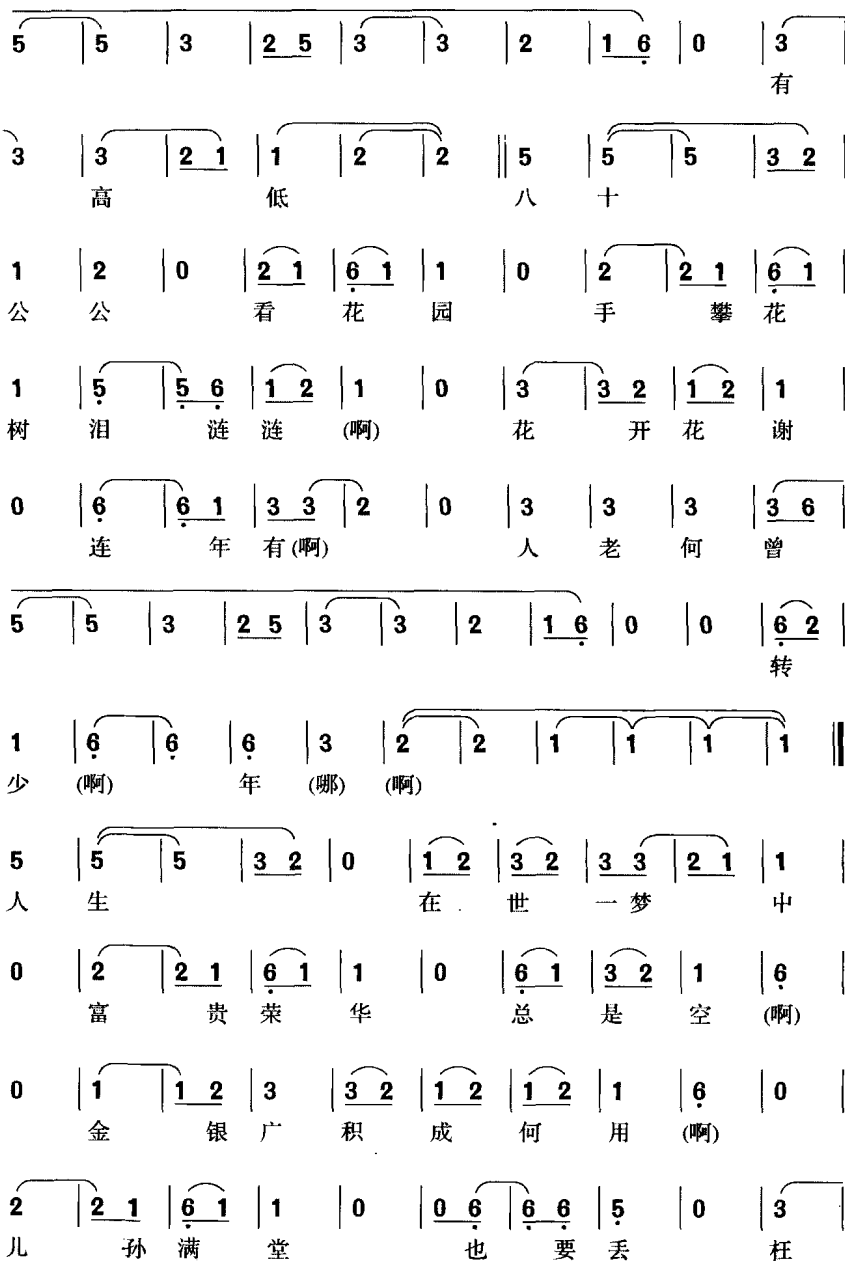 5 | 5 | 3 | 2 5 | 3 | 3 | 2 | 1 6̣ | 0 | 3
有
3 | 3 | 2 1 | 1 | 2 | 2 || 5 | 5 | 5 | 3 2 |
高 低 八 十
1 | 2 | 0 | 2 1 | 6̣ 1 | 1 | 0 | 2 | 2 1 | 6̣ 1 |
公 公 看 花 园 手 攀 花
1 | 5̣ | 5̣ 6̣ | 1 2 | 1 | 0 | 3 | 3 2 | 1 2 | 1 |
树 泪 涟 涟 (啊) 花 开 花 谢
0 | 6̣ | 6̣ 1 | 3 3 | 2 | 0 | 3 | 3 | 3 | 3 6 |
连 年 有(啊) 人 老 何 曾
5 | 5 | 3 | 2 5 | 3 | 3 | 2 | 1 6̣ | 0 | 0 | 6̣ 2 |
转
1 | 6̣ | 6̣ | 6̣ | 3 | 2 | 2 | 1 | 1 | 1 | 1 ||
少 (啊) 年 (哪) (啊)
5 | 5 | 5 | 3 2 | 0 | 1 2 | 3 2 | 3 3 | 2 1 | 1 |
人 生 在 世 一 梦 中
0 | 2 | 2 1 | 6̣ 1 | 1 | 0 | 6̣ 1 | 3 2 | 1 | 6̣ |
富 贵 荣 华 总 是 空 (啊)
0 | 1 | 1 2 | 3 | 3 2 | 1 2 | 1 2 | 1 | 6̣ | 0 |
金 银 广 积 成 何 用 (啊)
2 | 2 1 | 6̣ 1 | 1 | 0 | 0 6̣ | 6̣ 6̣ | 5̣ | 0 | 3 |
儿 孙 满 堂 也 要 丢 枉